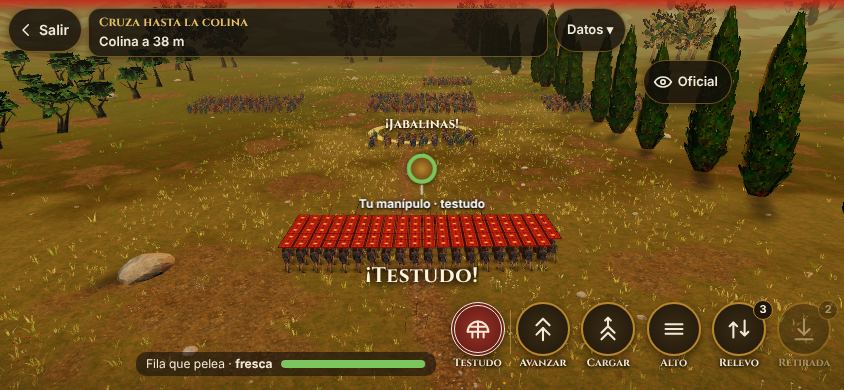 Salir
Cruza hasta la colina
Colina a 38 m
Datos ▾
Oficial
¡Jabalinas!
Tu manípulo · testudo
¡Testudo!
3
2
Testudo
Avanzar
Cargar
Alto
Relevo
Retirada
Fila que pelea · fresca